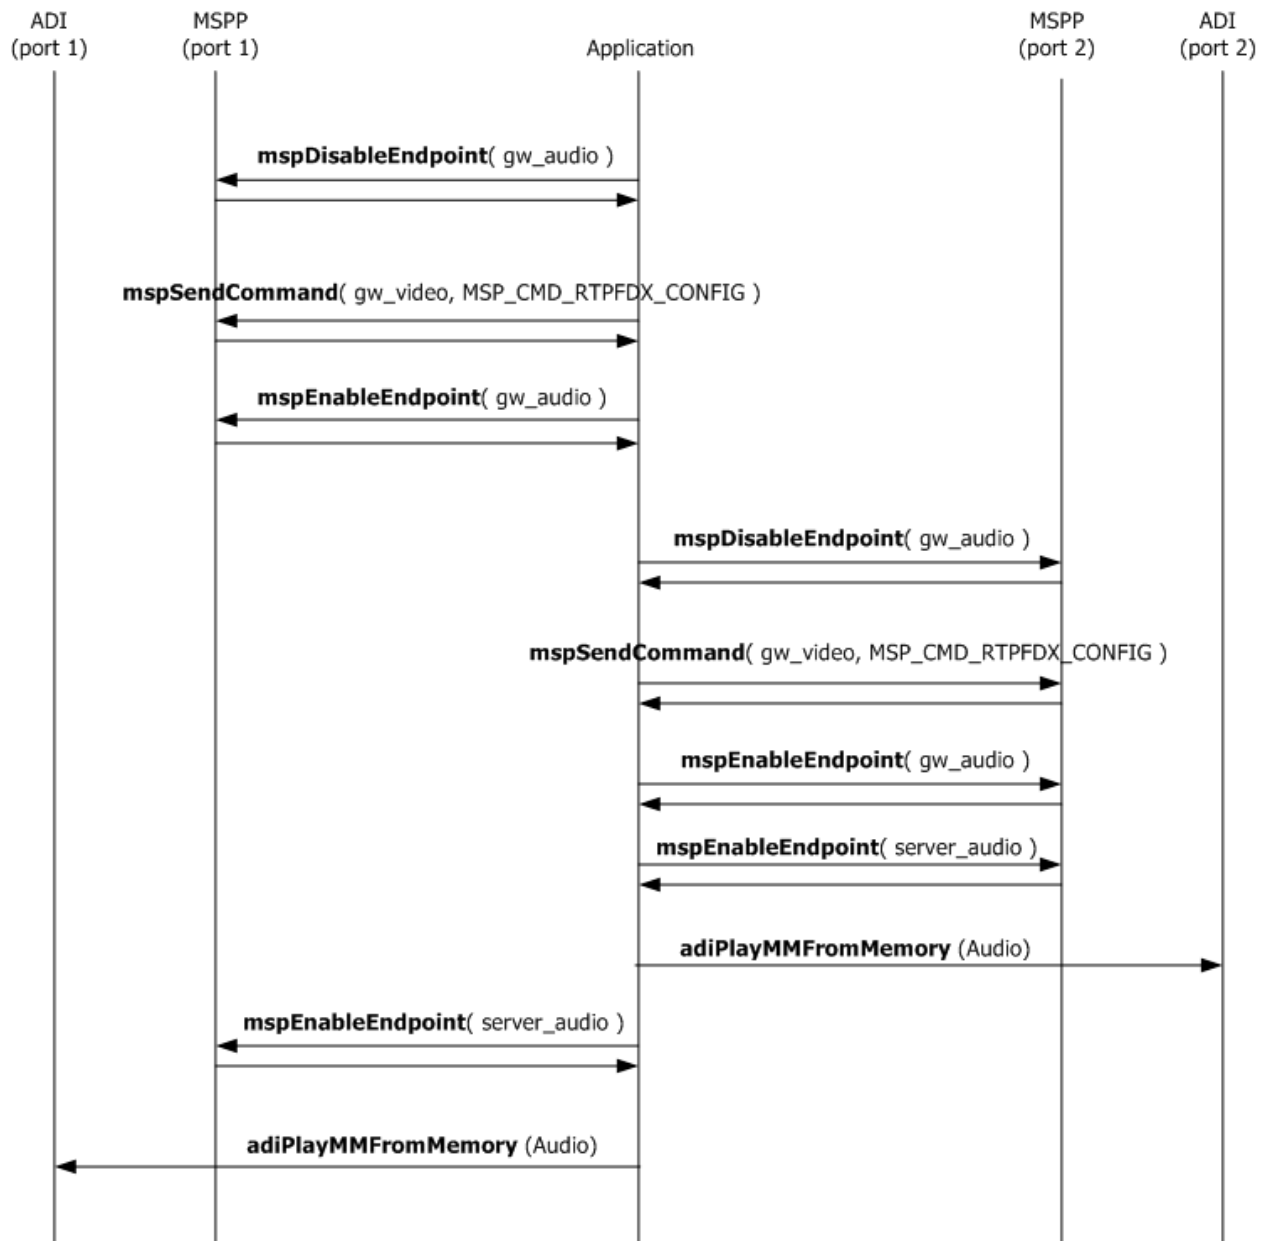 ADI MSPP MSPP ADI
(port 1) (port 1) Application (port 2) (port 2)
mspDisableEndpoint( gw_audio )
mspSendCommand( gw_video, MSP_CMD_RTPFDX_CONFIG )
mspEnableEndpoint( gw_audio )
mspDisableEndpoint( gw_audio )
mspSendCommand( gw_video, MSP_CMD_RTPFDX_CONFIG )
mspEnableEndpoint( gw_audio )
mspEnableEndpoint( server_audio )
adiPlayMMFromMemory (Audio)
mspEnableEndpoint( server_audio )
adiPlayMMFromMemory (Audio)